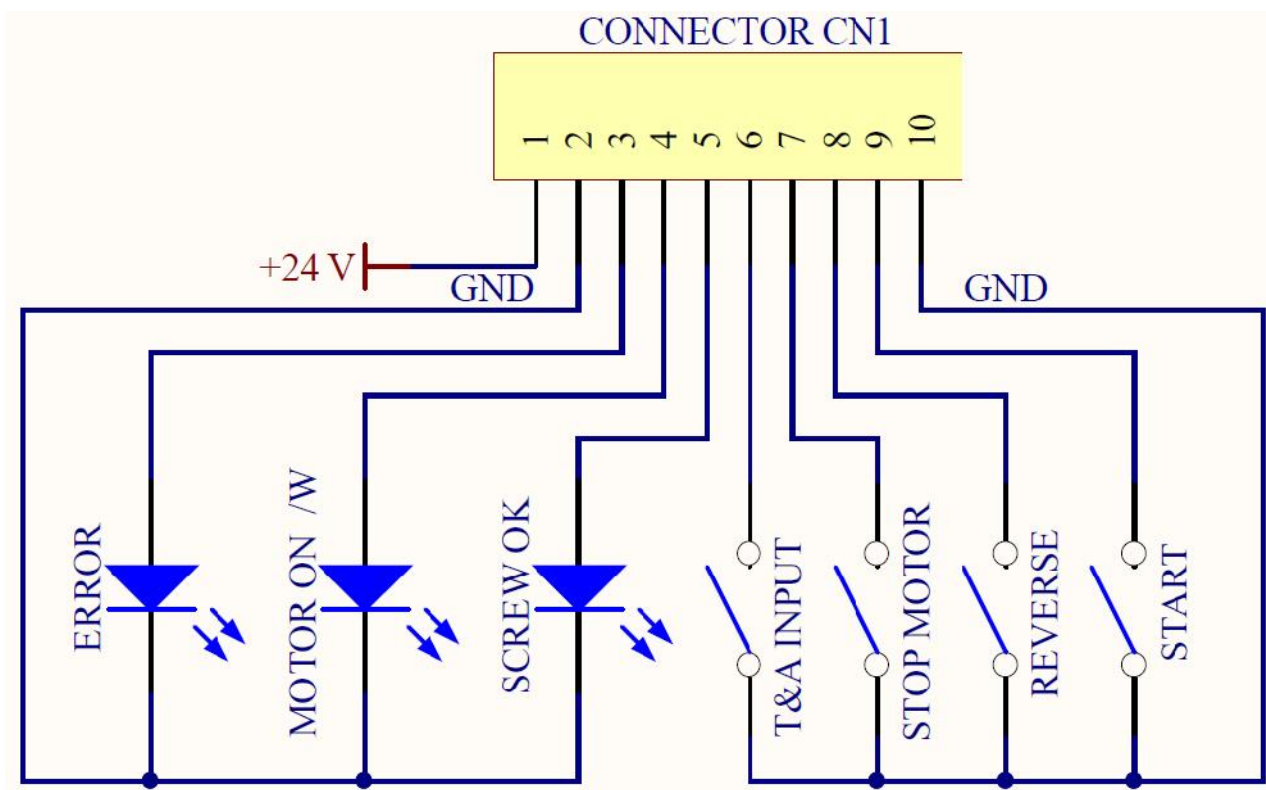 CONNECTOR CN1
1
2
3
4
5
6
7
8
9
10
+24 V
GND
GND
ERROR
MOTOR ON /W
SCREW OK
T&A INPUT
STOP MOTOR
REVERSE
START